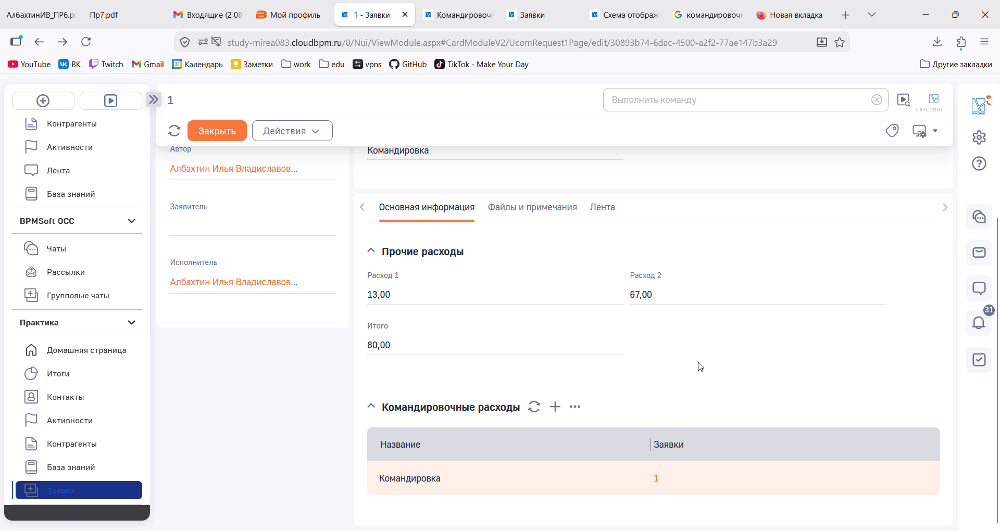 АлбахтинИВ_ПР6.p
Пр7.pdf
Входящие (2 08
Мой профиль
1 - Заявки
Командировоч
Заявки
Схема отображ
командировоч
Новая вкладка
study-mirea083.cloudbpm.ru/0/Nui/ViewModule.aspx#CardModuleV2/UcomRequest1Page/edit/30893b74-6dac-4500-a2f2-77ae147b3a29
YouTube
ВК
Twitch
Gmail
Календарь
Заметки
work
edu
vpns
GitHub
TikTok - Make Your Day
Другие закладки
Контрагенты
Активности
Лента
База знаний
BPMSoft ОСС
Чаты
Рассылки
Групповые чаты
Практика
Домашняя страница
Итоги
Контакты
Активности
Контрагенты
База знаний
Заявки
1
Выполнить команду
1.8.0.14107
Закрыть
Действия
Автор
Албахтин Илья Владиславов...
Заявитель
Исполнитель
Албахтин Илья Владиславов...
Командировка
Основная информация
Файлы и примечания
Лента
Прочие расходы
Расход 1
Расход 2
13,00
67,00
Итого
80,00
Командировочные расходы
Название
Заявки
Командировка
1
ЮКОМО
31